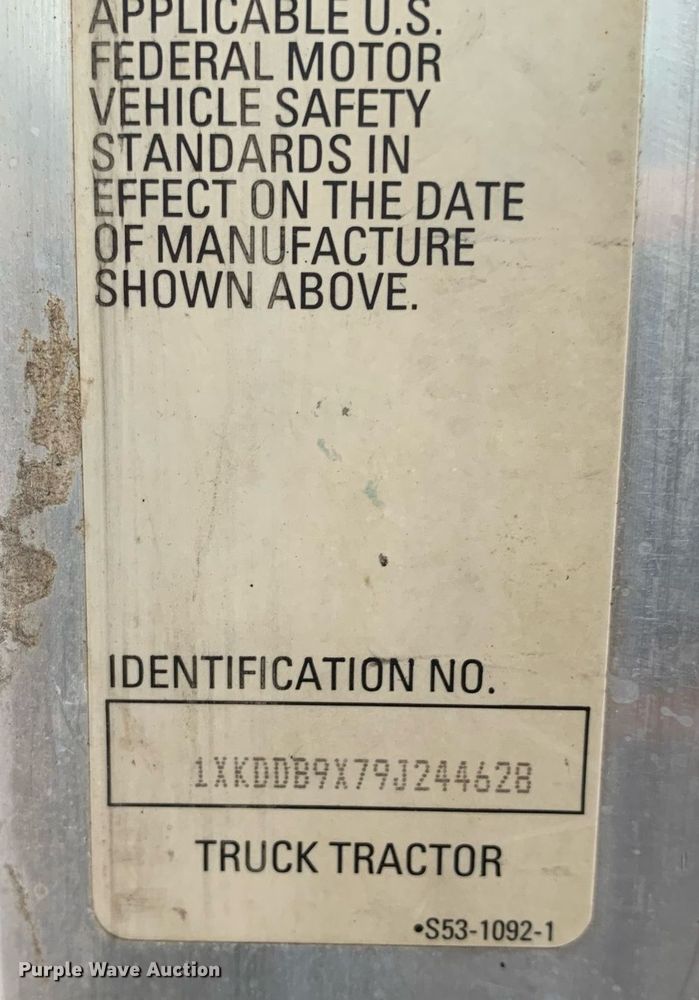 APPLICABLE U.S.
FEDERAL MOTOR
VEHICLE SAFETY
STANDARDS IN
EFFECT ON THE DATE
OF MANUFACTURE
SHOWN ABOVE.
IDENTIFICATION NO.
1XKDDB9X79J244628
TRUCK TRACTOR
•S53-1092-1
Purple Wave Auction